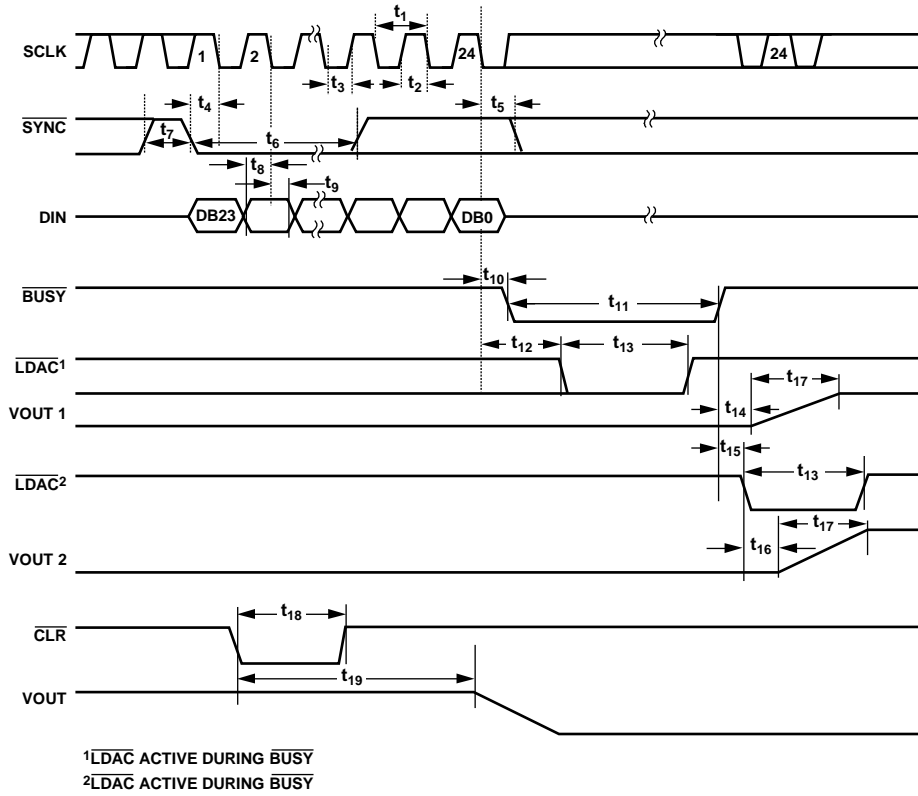 t1
SCLK
1
2
24
24
t3
t2
t4
t5
SYNC
t7
t6
t8
t9
DIN
DB23
DB0
t10
BUSY
t11
t12
t13
LDAC1
t17
VOUT 1
t14
t15
LDAC2
t13
t17
VOUT 2
t16
CLR
t18
t19
VOUT
1LDAC ACTIVE DURING BUSY
2LDAC ACTIVE DURING BUSY